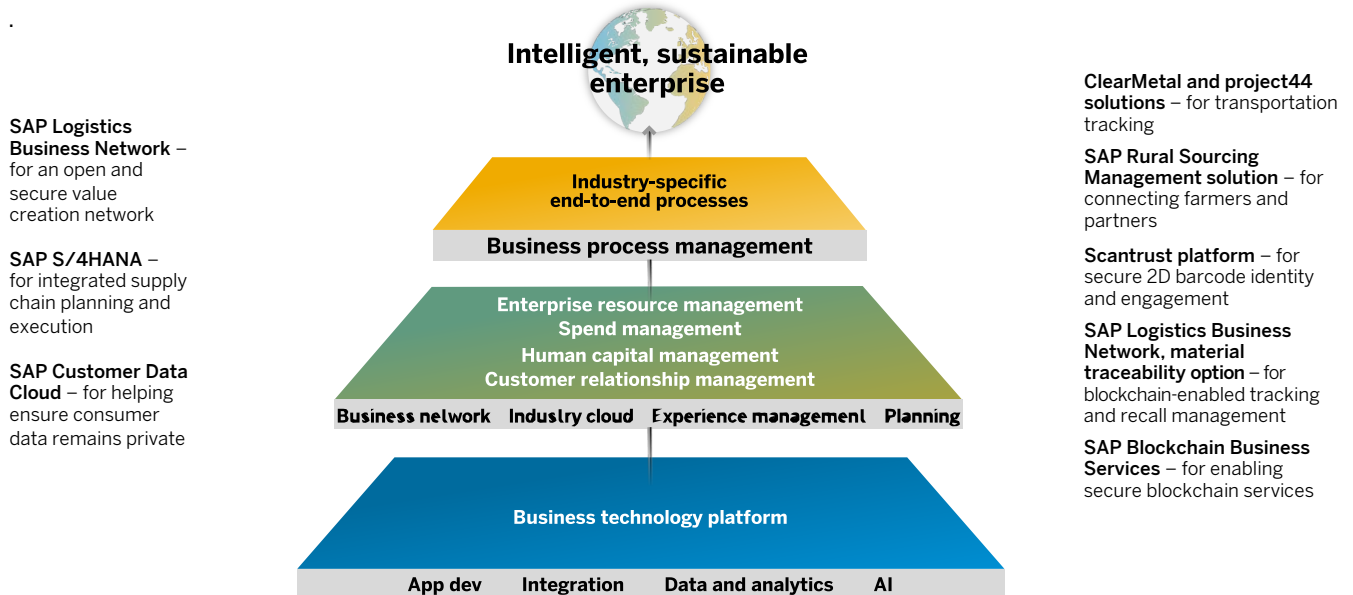 .
Intelligent, sustainable
enterprise
SAP Logistics
Business Network –
for an open and
secure value
creation network
SAP S/4HANA –
for integrated supply
chain planning and
execution
SAP Customer Data
Cloud – for helping
ensure consumer
data remains private
Industry-specific
end-to-end processes
Business process management
Enterprise resource management
Spend management
Human capital management
Customer relationship management
Business network Industry cloud Experience management Planning
Business technology platform
App dev Integration Data and analytics AI
ClearMetal and project44
solutions – for transportation
tracking
SAP Rural Sourcing
Management solution – for
connecting farmers and
partners
Scantrust platform – for
secure 2D barcode identity
and engagement
SAP Logistics Business
Network, material
traceability option – for
blockchain-enabled tracking
and recall management
SAP Blockchain Business
Services – for enabling
secure blockchain services